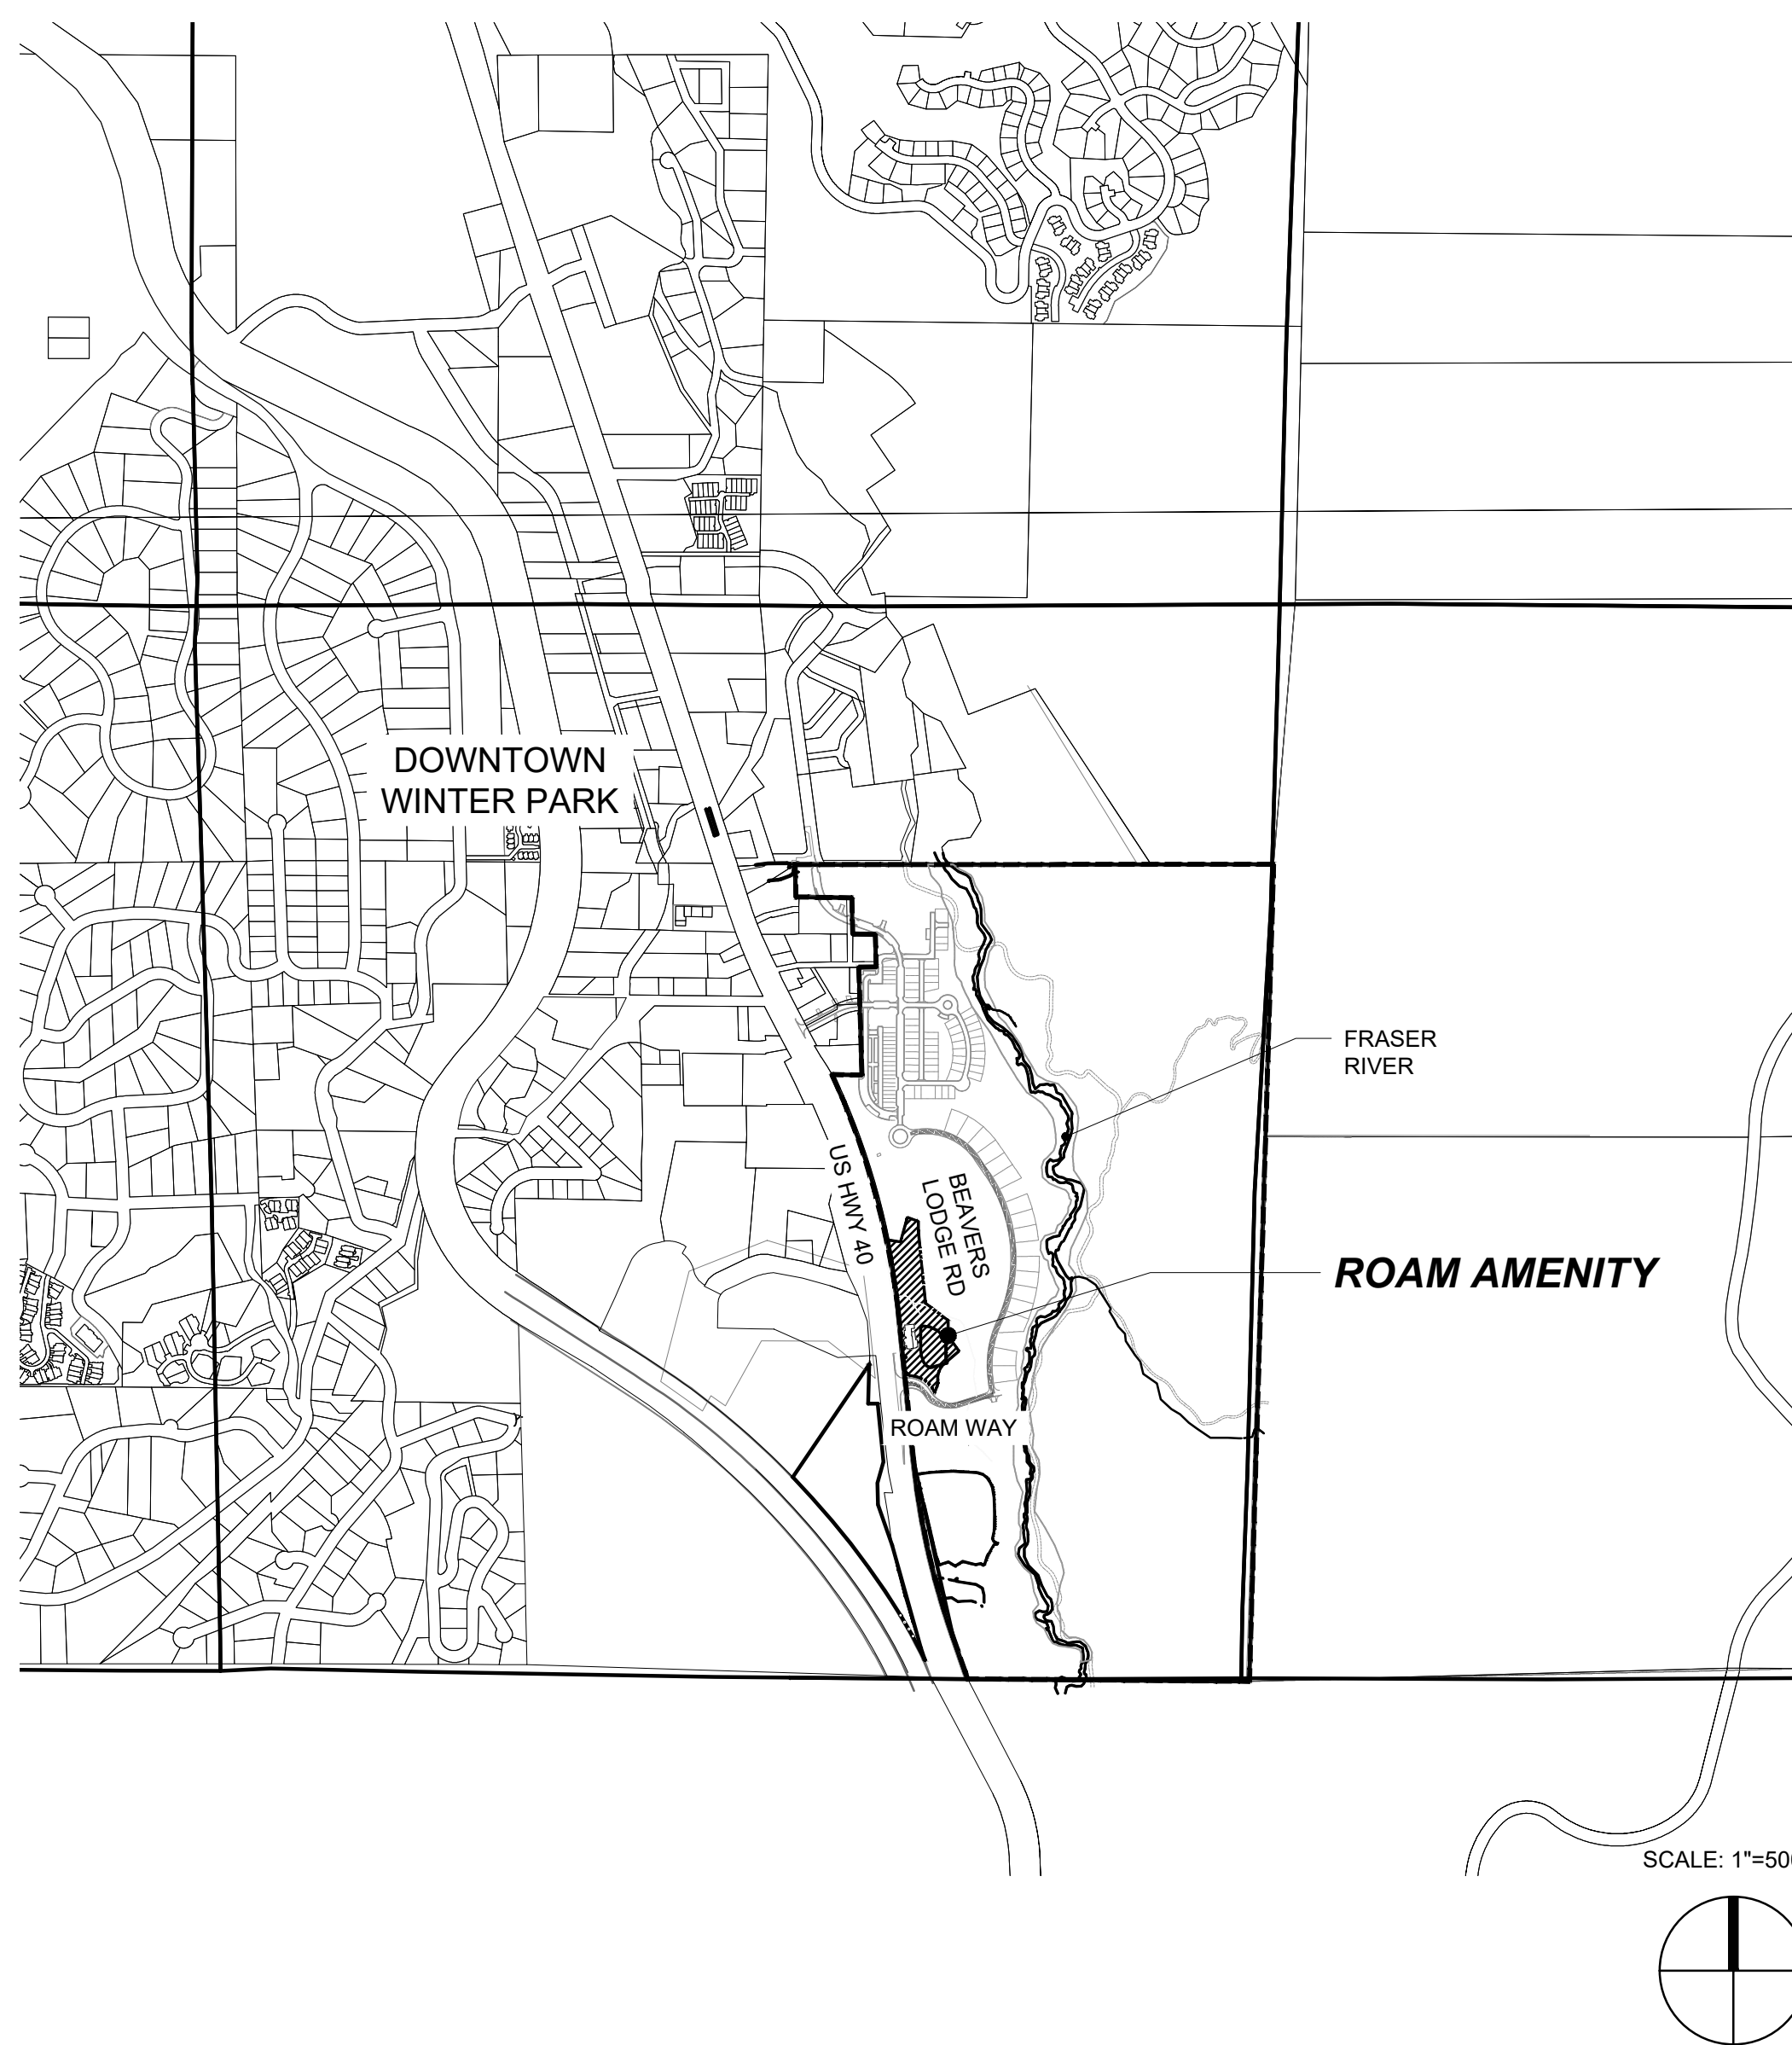 DOWNTOWN
WINTER PARK
FRASER
RIVER
US HWY 40
BEAVERS
LODGE RD
ROAM AMENITY
ROAM WAY
SCALE: 1"=50